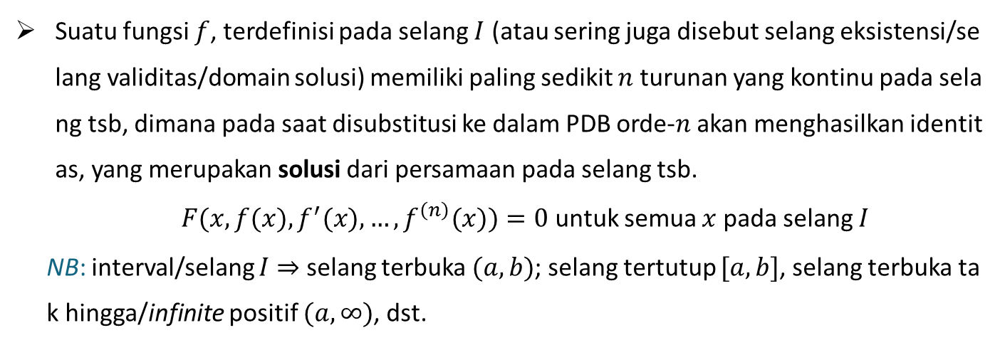 ➢ Suatu fungsi 𝑓, terdefinisi pada selang 𝐼 (atau sering juga disebut selang eksistensi/se
lang validitas/domain solusi) memiliki paling sedikit 𝑛 turunan yang kontinu pada sela
ng tsb, dimana pada saat disubstitusi ke dalam PDB orde-𝑛 akan menghasilkan identit
as, yang merupakan solusi dari persamaan pada selang tsb.
𝐹(𝑥, 𝑓(𝑥), 𝑓′(𝑥), … , 𝑓⁽ⁿ⁾(𝑥)) = 0 untuk semua 𝑥 pada selang 𝐼
NB: interval/selang 𝐼 ⇒ selang terbuka (𝑎, 𝑏); selang tertutup [𝑎, 𝑏], selang terbuka ta
k hingga/infinite positif (𝑎, ∞), dst.